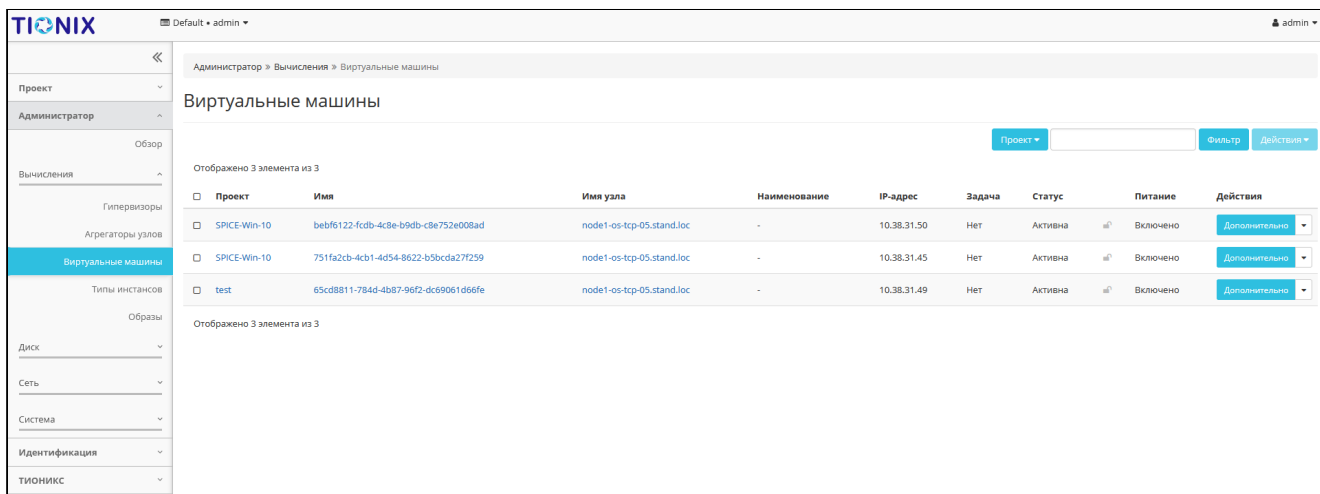 TIONIX
Default • admin
admin
Администратор » Вычисления » Виртуальные машины
Проект
Администратор
Обзор
Вычисления
Гипервизоры
Агрегаторы узлов
Виртуальные машины
Типы инстансов
Образы
Диск
Сеть
Система
Идентификация
ТИОНИКС
Виртуальные машины
Проект Фильтр Действия
Отображено 3 элемента из 3
Проект Имя Имя узла Наименование IP-адрес Задача Статус Питание Действия
SPICE-Win-10 bebf6122-fcdb-4c8e-b9db-c8e752e008ad node1-os-tcp-05.stand.loc - 10.38.31.50 Нет Активна Включено Дополнительно
SPICE-Win-10 751fa2cb-4cb1-4d54-8622-b5bcda27f259 node1-os-tcp-05.stand.loc - 10.38.31.45 Нет Активна Включено Дополнительно
test 65cd8811-784d-4b87-96f2-dc69061d66fe node1-os-tcp-05.stand.loc - 10.38.31.49 Нет Активна Включено Дополнительно
Отображено 3 элемента из 3